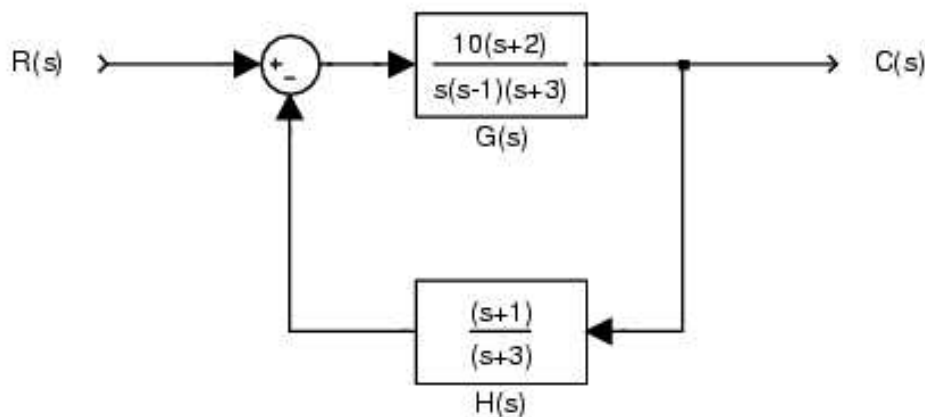 R(s)
+
−
10(s+2)
s(s-1)(s+3)
G(s)
C(s)
(s+1)
(s+3)
H(s)